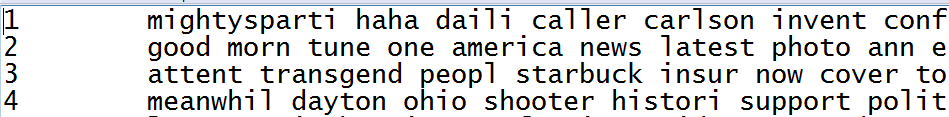 1 mightysparti haha daili caller carlson invent conf
2 good morn tune one america news latest photo ann e
3 attent transgend peopl starbuck insur now cover to
4 meanwhil dayton ohio shooter histori support polit